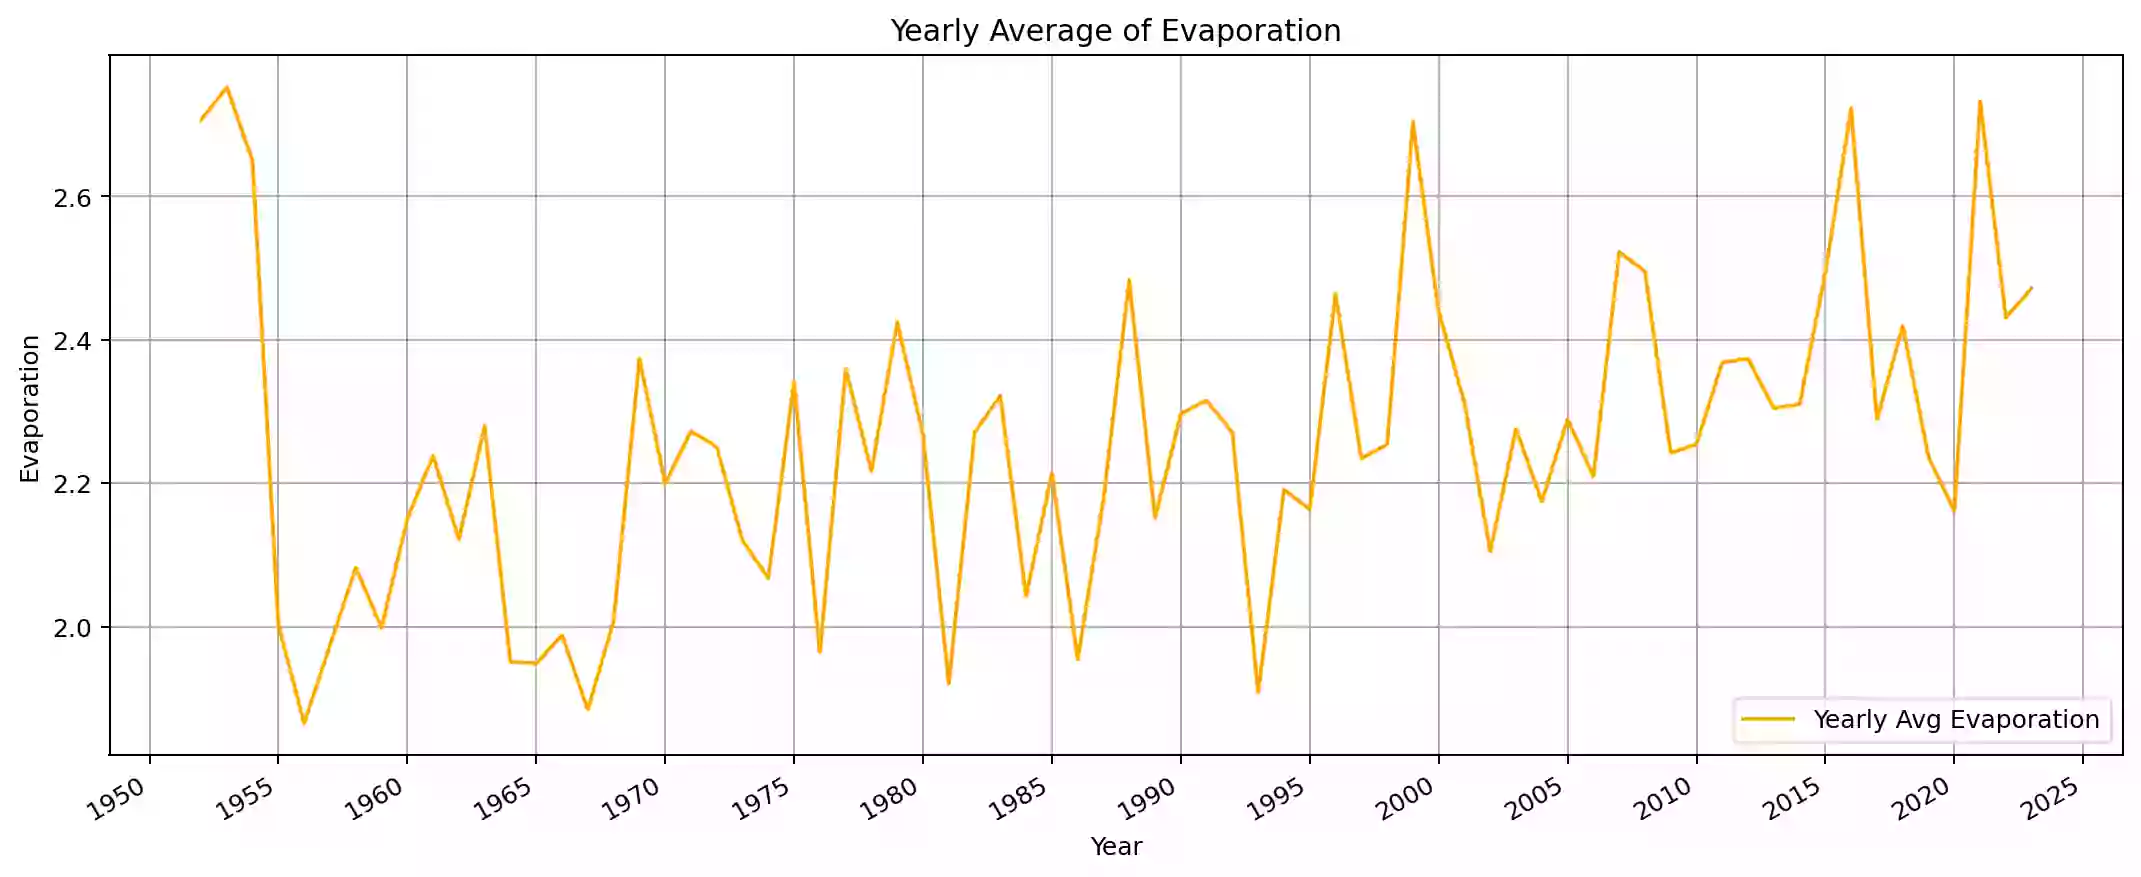 Yearly Average of Evaporation
Evaporation
2.6
2.4
2.2
2.0
Yearly Avg Evaporation
1950 1955 1960 1965 1970 1975 1980 1985 1990 1995 2000 2005 2010 2015 2020 2025
Year